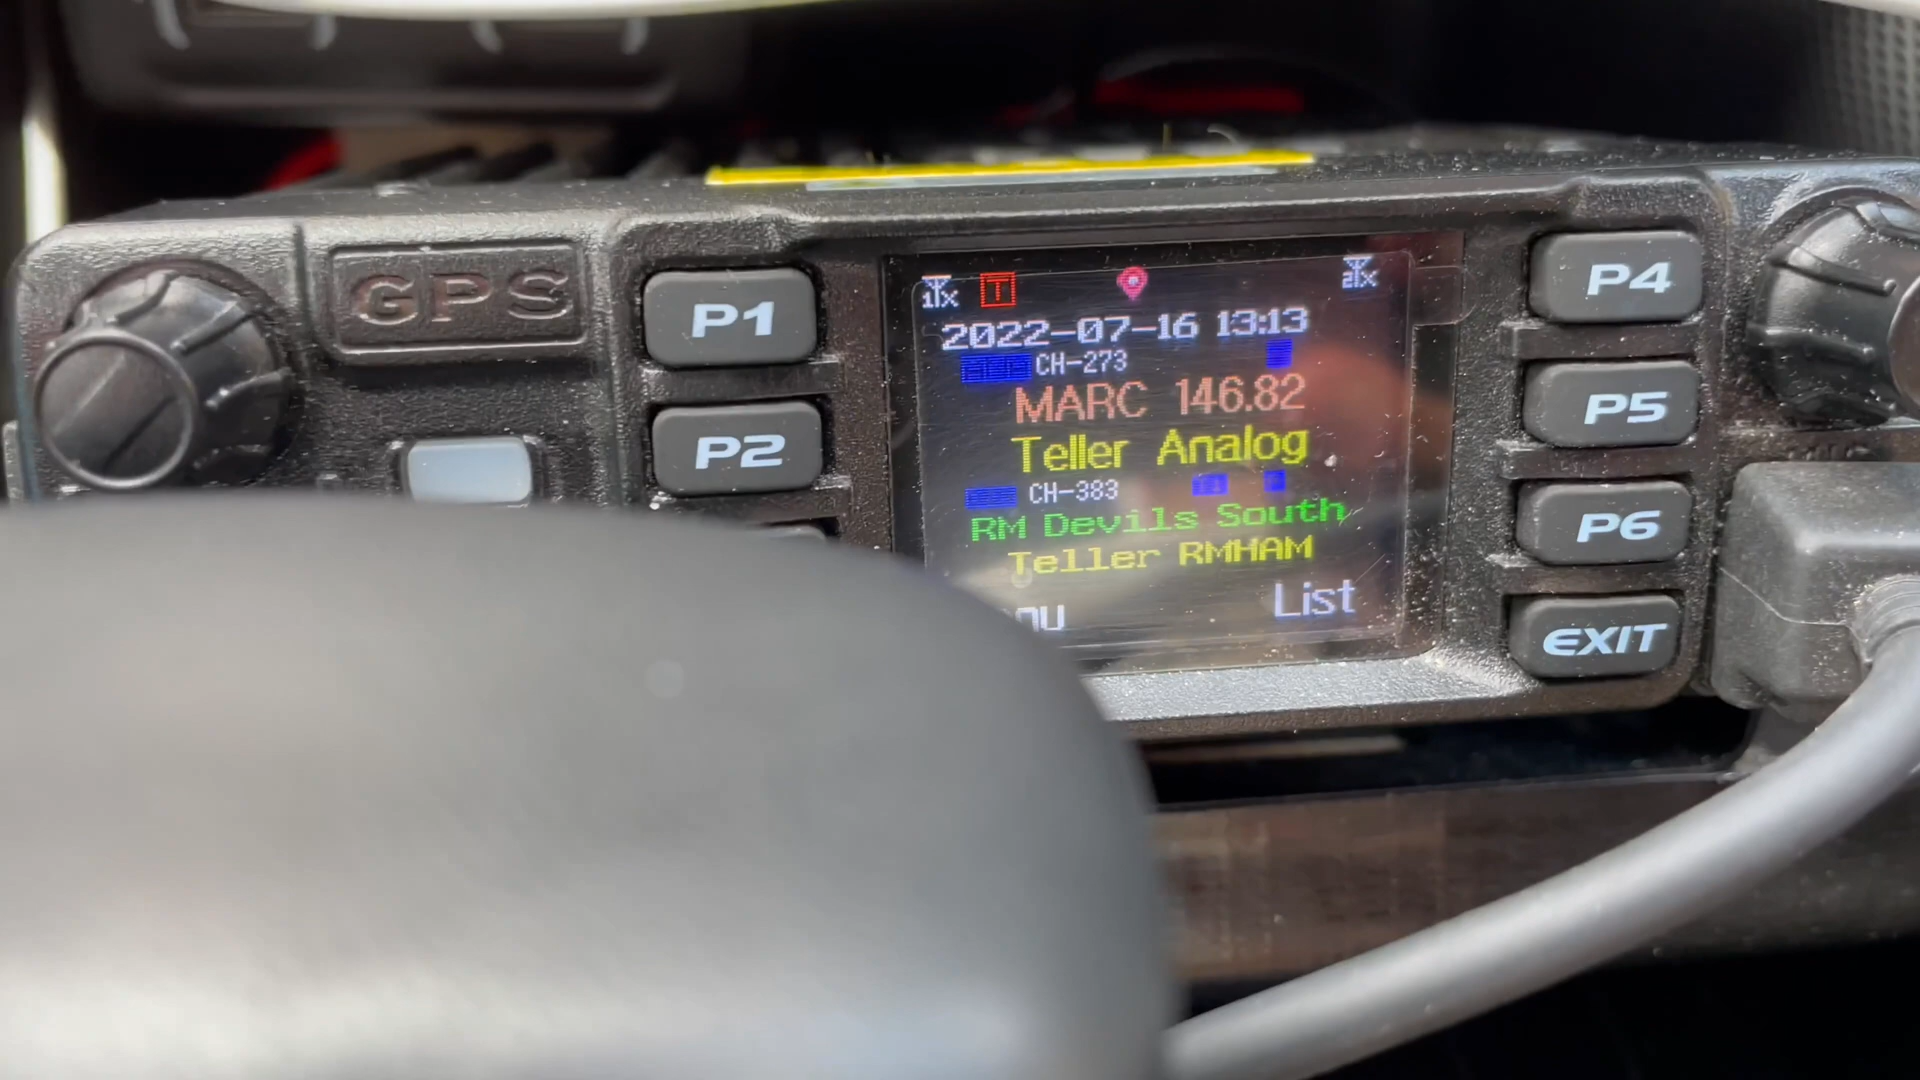 GPS
P1
P2
2022-07-16 13:13
CH-273
MARC 146.82
Teller Analog
CH-383
RM Devils South
Teller RMHAM
List
P4
P5
P6
EXIT